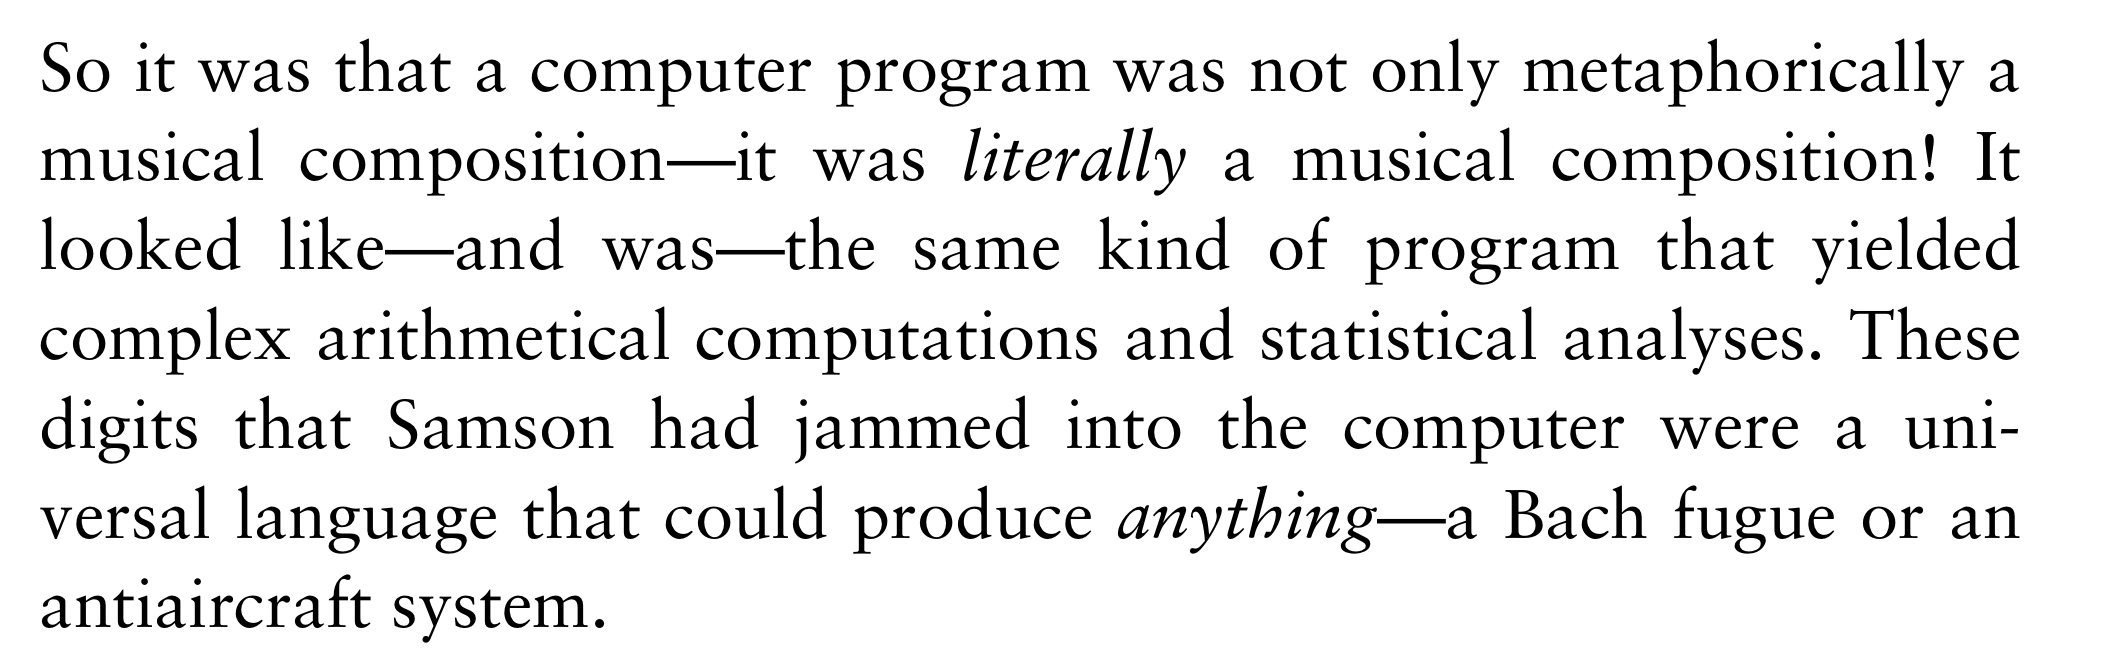 So it was that a computer program was not only metaphorically a
musical composition—it was literally a musical composition! It
looked like—and was—the same kind of program that yielded
complex arithmetical computations and statistical analyses. These
digits that Samson had jammed into the computer were a uni-
versal language that could produce anything—a Bach fugue or an
antiaircraft system.